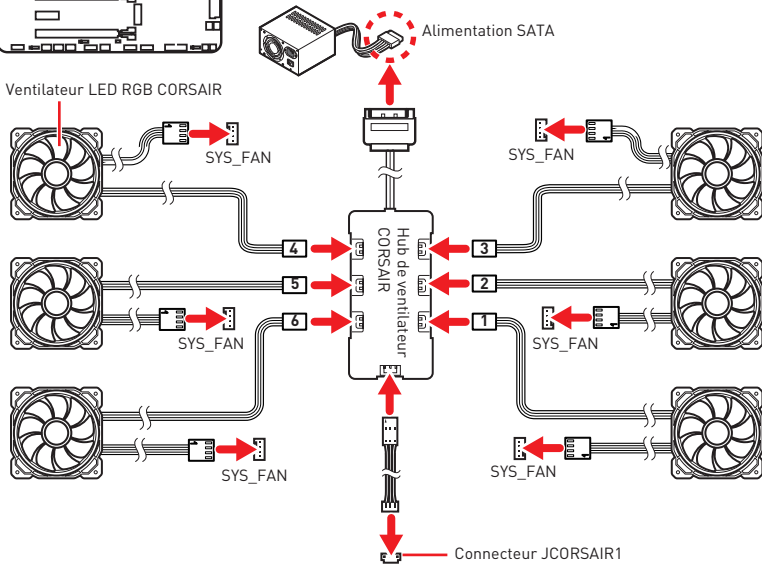 Alimentation SATA
Ventilateur LED RGB CORSAIR
SYS_FAN
SYS_FAN
4
3
Hub de ventilateur
CORSAIR
5
2
SYS_FAN
SYS_FAN
6
1
SYS_FAN
SYS_FAN
Connecteur JCORSAIR1